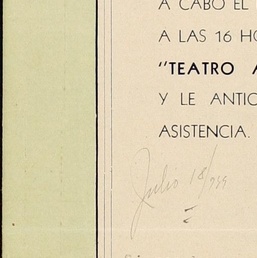 A CABO EL
A LAS 16 HO
"TEATRO A
Y LE ANTIC
ASISTENCIA.
Julio 18/939